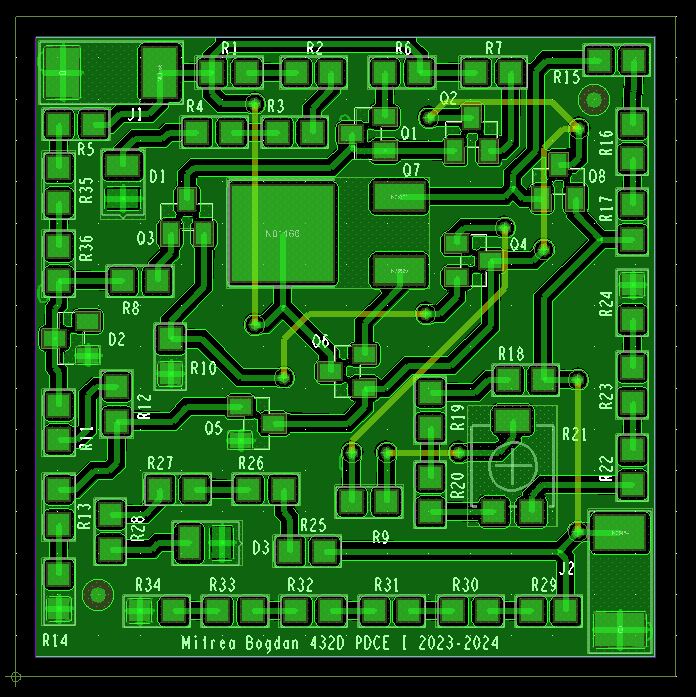 R1 R2 R6 R7
R15
R4 R3 Q2
J1 Q1
R5 R16
D1 Q7
R35 Q8
R17
Q3 Q4
R36
R8 R24
D2 Q6
R10 R18
R12 R19 R23
R11 Q5 R21
R27 R26 R20 R22
R13 R28 R25
D3 R9
J2
R34 R33 R32 R31 R30 R29
R14 Mitrea Bogdan 432D PDCE I 2023-2024